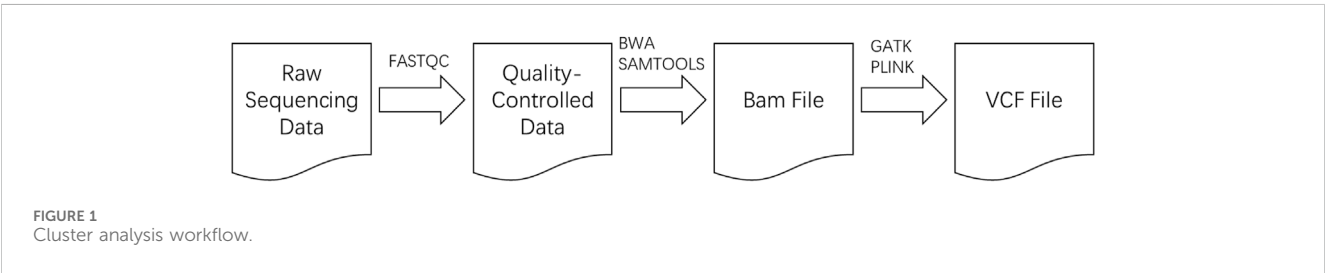 Raw
Sequencing
Data
FASTQC
Quality-
Controlled
Data
BWA
SAMTOOLS
Bam File
GATK
PLINK
VCF File
FIGURE 1
Cluster analysis workflow.